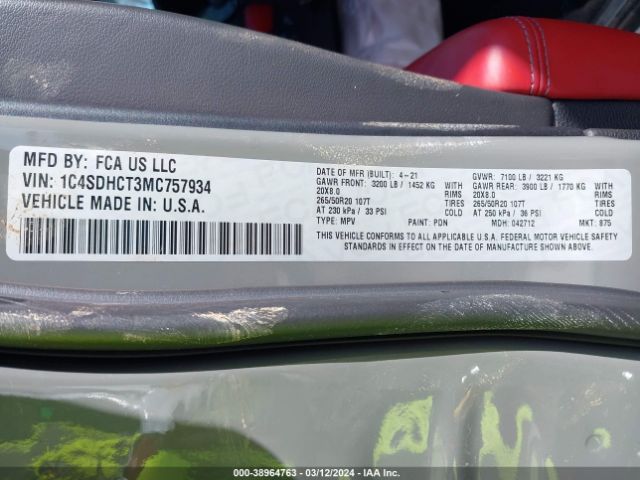 MFD BY: FCA US LLC
VIN: 1C4SDHCT3MC757934
VEHICLE MADE IN: U.S.A.
DATE OF MFR (BUILT): 4-21
GAWR FRONT: 3200 LB / 1452 KG WITH
20X8.0 RIMS
265/50R20 107T TIRES
AT 230 kPa / 33 PSI COLD
TYPE: MPV PAINT: PDN
GVWR: 7100 LB / 3221 KG
GAWR REAR: 3900 LB / 1770 KG WITH
20X8.0 RIMS
265/50R20 107T TIRES
AT 250 kPa / 36 PSI COLD
MDH: 042712 MKT: 875
THIS VEHICLE CONFORMS TO ALL APPLICABLE U.S.A. FEDERAL MOTOR VEHICLE SAFETY
STANDARDS IN EFFECT ON THE DATE OF MANUFACTURE SHOWN ABOVE.
000-38964763 - 03/12/2024 - IAA Inc.